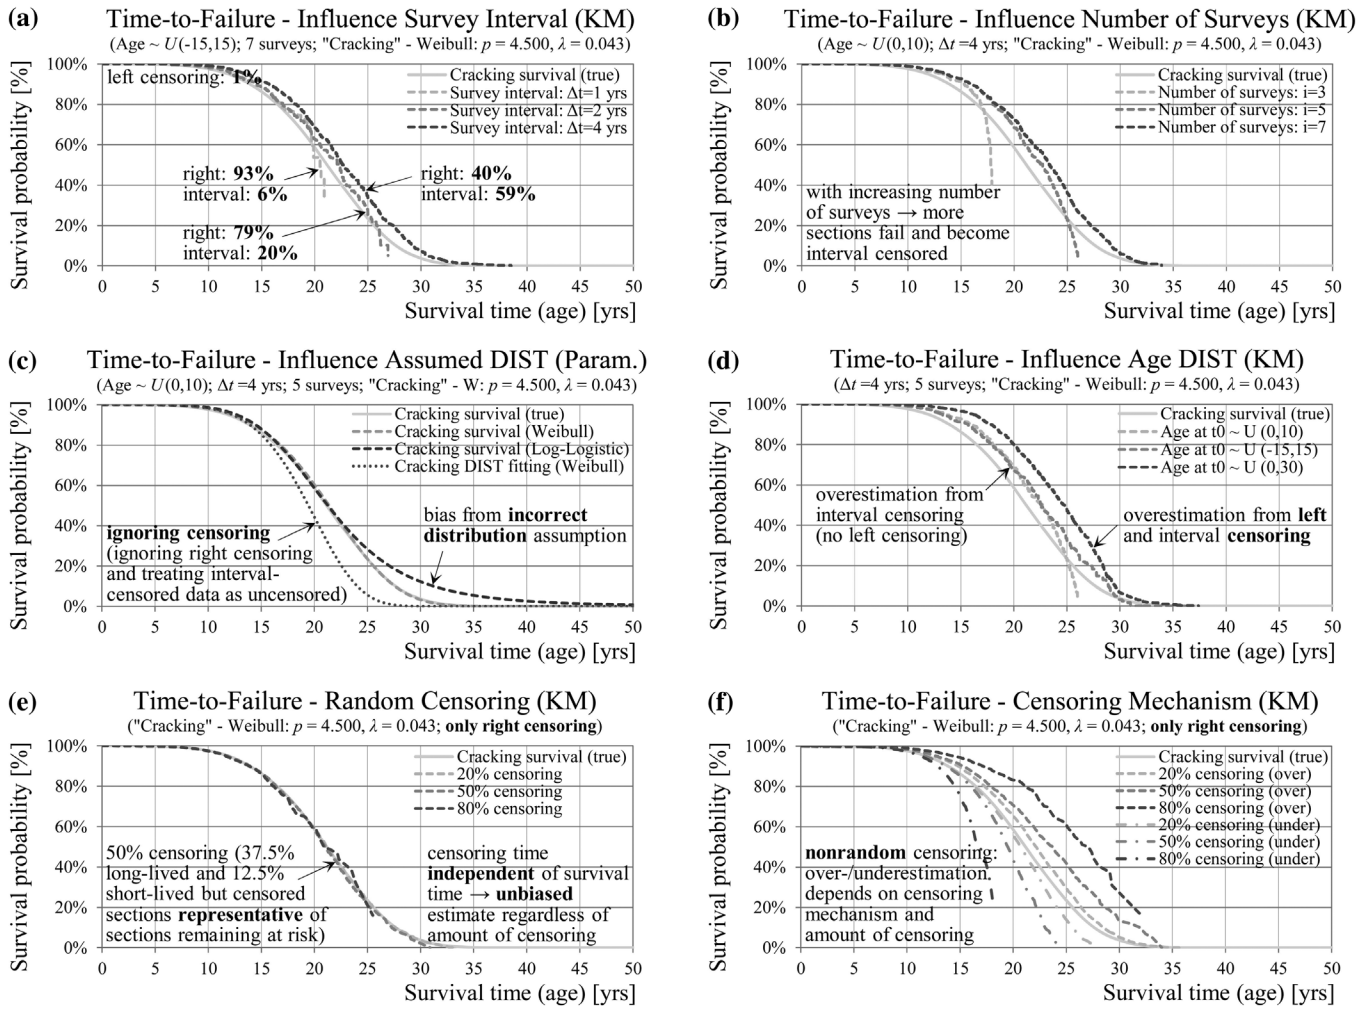 (a) Time-to-Failure - Influence Survey Interval (KM)
(Age ~ U(-15,15); 7 surveys; "Cracking" - Weibull: p = 4.500, λ = 0.043)
Survival probability [%]
100%
80%
60%
40%
20%
0%
left censoring: 1%
Cracking survival (true)
Survey interval: Δt=1 yrs
Survey interval: Δt=2 yrs
Survey interval: Δt=4 yrs
right: 93%
interval: 6%
right: 40%
interval: 59%
right: 79%
interval: 20%
0 5 10 15 20 25 30 35 40 45 50
Survival time (age) [yrs]
(b) Time-to-Failure - Influence Number of Surveys (KM)
(Age ~ U(0,10); Δt =4 yrs; "Cracking" - Weibull: p = 4.500, λ = 0.043)
Survival probability [%]
100%
80%
60%
40%
20%
0%
Cracking survival (true)
Number of surveys: i=3
Number of surveys: i=5
Number of surveys: i=7
with increasing number
of surveys → more
sections fail and become
interval censored
0 5 10 15 20 25 30 35 40 45 50
Survival time (age) [yrs]
(c) Time-to-Failure - Influence Assumed DIST (Param.)
(Age ~ U(0,10); Δt =4 yrs; 5 surveys; "Cracking" - W: p = 4.500, λ = 0.043)
Survival probability [%]
100%
80%
60%
40%
20%
0%
Cracking survival (true)
Cracking survival (Weibull)
Cracking survival (Log-Logistic)
Cracking DIST fitting (Weibull)
ignoring censoring
(ignoring right censoring
and treating interval-
censored data as uncensored)
bias from incorrect
distribution assumption
0 5 10 15 20 25 30 35 40 45 50
Survival time (age) [yrs]
(d) Time-to-Failure - Influence Age DIST (KM)
(Δt=4 yrs; 5 surveys; "Cracking" - Weibull: p = 4.500, λ = 0.043)
Survival probability [%]
100%
80%
60%
40%
20%
0%
Cracking survival (true)
Age at t0 ~ U (0,10)
Age at t0 ~ U (-15,15)
Age at t0 ~ U (0,30)
overestimation from
interval censoring
(no left censoring)
overestimation from left
and interval censoring
0 5 10 15 20 25 30 35 40 45 50
Survival time (age) [yrs]
(e) Time-to-Failure - Random Censoring (KM)
("Cracking" - Weibull: p = 4.500, λ = 0.043; only right censoring)
Survival probability [%]
100%
80%
60%
40%
20%
0%
Cracking survival (true)
20% censoring
50% censoring
80% censoring
50% censoring (37.5%
long-lived and 12.5%
short-lived but censored
sections representative of
sections remaining at risk)
censoring time
independent of survival
time → unbiased
estimate regardless of
amount of censoring
0 5 10 15 20 25 30 35 40 45 50
Survival time (age) [yrs]
(f) Time-to-Failure - Censoring Mechanism (KM)
("Cracking" - Weibull: p = 4.500, λ = 0.043; only right censoring)
Survival probability [%]
100%
80%
60%
40%
20%
0%
Cracking survival (true)
20% censoring (over)
50% censoring (over)
80% censoring (over)
20% censoring (under)
50% censoring (under)
80% censoring (under)
nonrandom censoring:
over-/underestimation
depends on censoring
mechanism and
amount of censoring
0 5 10 15 20 25 30 35 40 45 50
Survival time (age) [yrs]